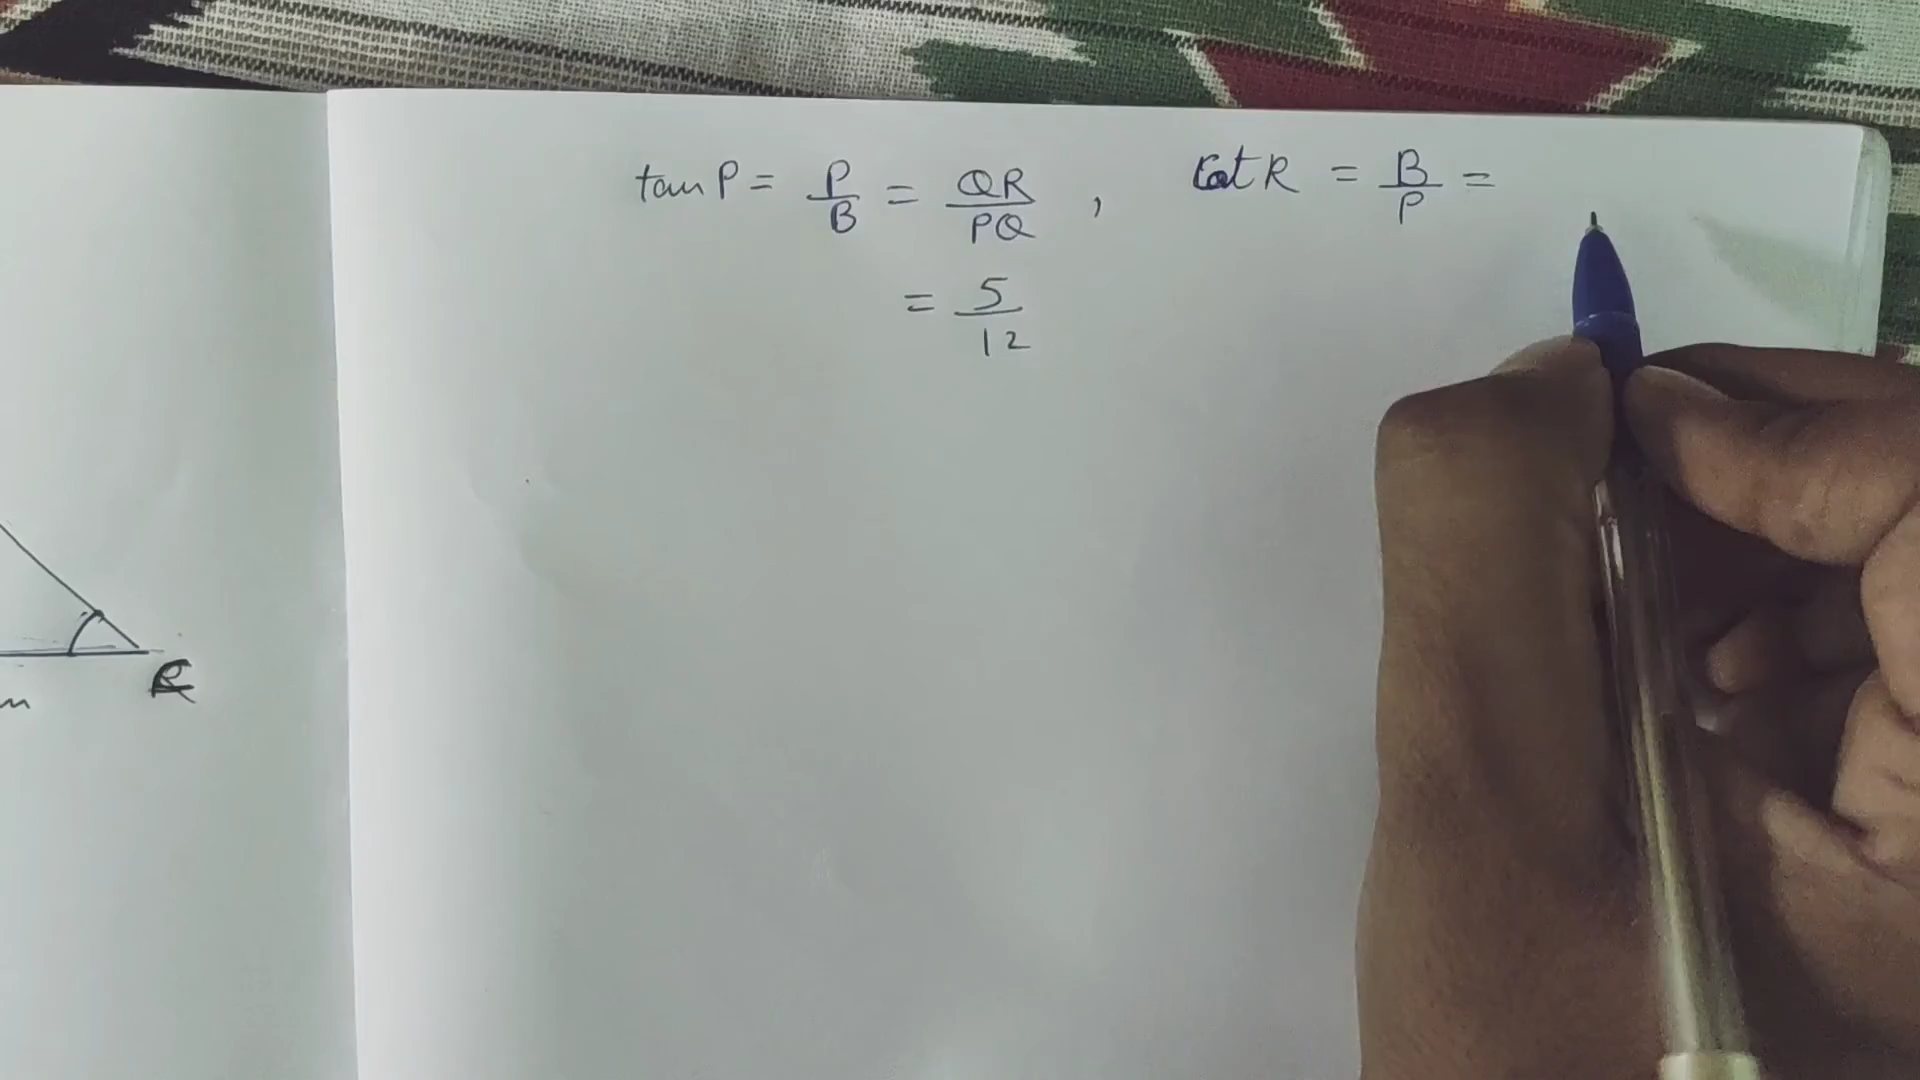 tan P = P/B = QR/PQ , Cot R = B/P =
= 5/12
R
m